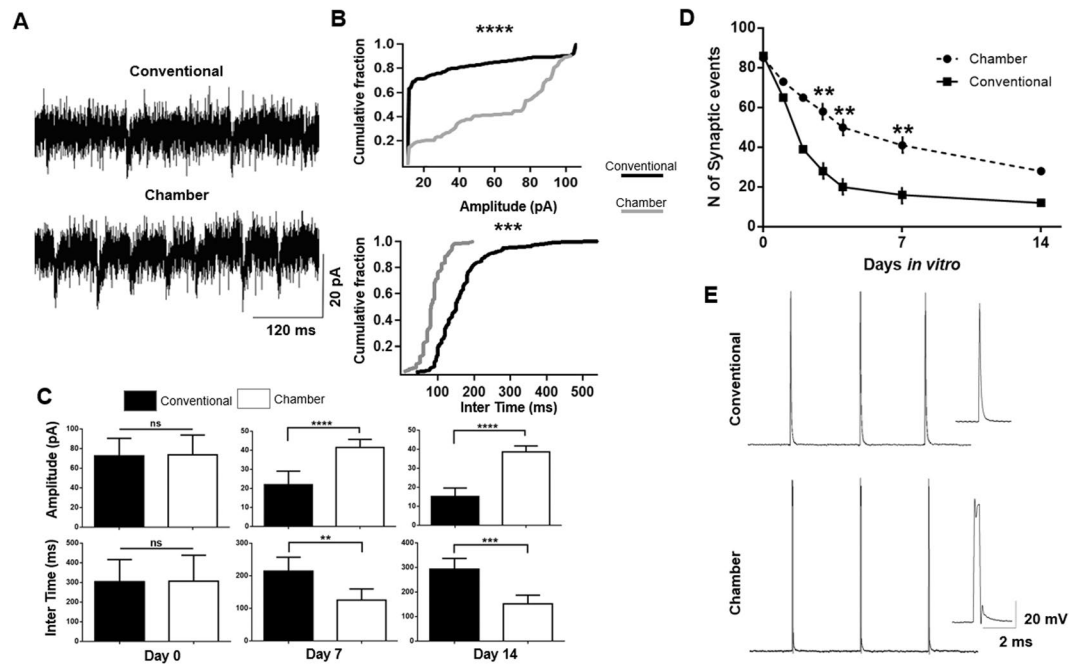 A
Conventional
Chamber
20 pA
120 ms
B
****
Cumulative fraction
1.0
0.8
0.6
0.4
0.2
20
40
60
80
100
Amplitude (pA)
Conventional
Chamber
***
Cumulative fraction
1.0
0.8
0.6
0.4
0.2
100
200
300
400
500
Inter Time (ms)
C
Conventional
Chamber
Amplitude (pA)
100
80
60
40
20
0
ns
50
40
30
20
10
0
****
50
40
30
20
10
0
****
Inter Time (ms)
500
400
300
200
100
0
ns
300
200
100
0
**
400
300
200
100
0
***
Day 0
Day 7
Day 14
D
N of Synaptic events
100
80
60
40
20
0
Chamber
Conventional
**
**
**
0
7
14
Days in vitro
E
Conventional
Chamber
20 mV
2 ms